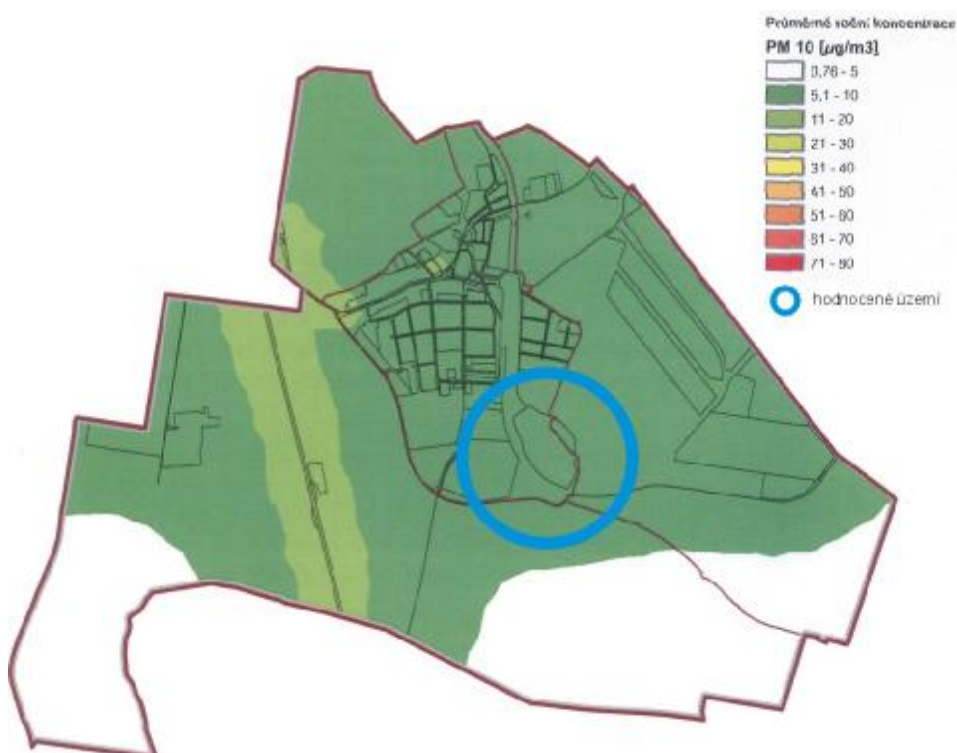 Průměrné roční koncentrace
PM 10 [µg/m3]
0,76 - 5
5,1 - 10
11 - 20
21 - 30
31 - 40
41 - 50
51 - 60
61 - 70
71 - 80
hodnocené území